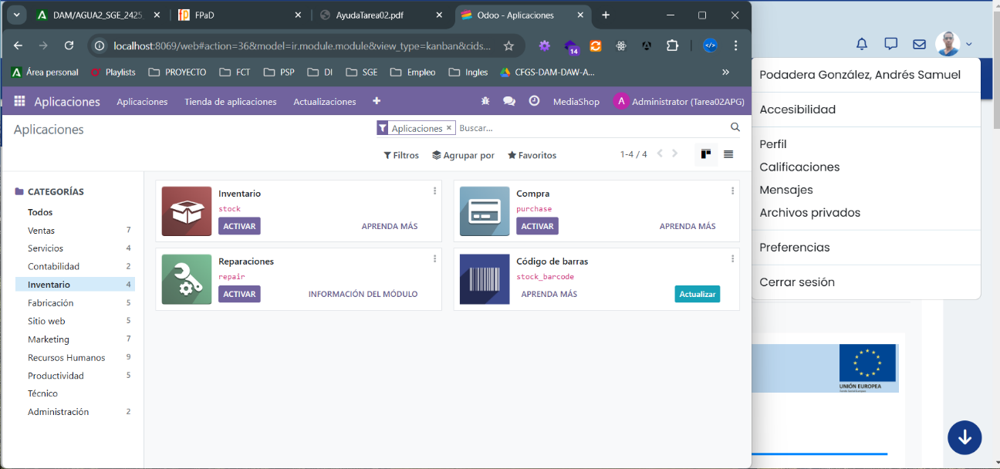 DAM/AGUA2_SGE_2425
FPaD
AyudaTarea02.pdf
Odoo - Aplicaciones
localhost:8069/web#action=36&model=ir.module.module&view_type=kanban&cids...
14
Área personal
Playlists
PROYECTO
FCT
PSP
DI
SGE
Empleo
Ingles
CFGS-DAM-DAW-A...
Aplicaciones
Aplicaciones
Tienda de aplicaciones
Actualizaciones
MediaShop
A
Administrator (Tarea02APG)
Aplicaciones
Aplicaciones
Buscar...
Filtros
Agrupar por
Favoritos
1-4 / 4
CATEGORÍAS
Todos
Ventas 7
Servicios 4
Contabilidad 2
Inventario 4
Fabricación 5
Sitio web 5
Marketing 7
Recursos Humanos 9
Productividad 5
Técnico
Administración 2
Inventario
stock
ACTIVAR
APRENDA MÁS
Compra
purchase
ACTIVAR
APRENDA MÁS
Reparaciones
repair
ACTIVAR
INFORMACIÓN DEL MÓDULO
Código de barras
stock_barcode
APRENDA MÁS
Actualizar
Podadera González, Andrés Samuel
Accesibilidad
Perfil
Calificaciones
Mensajes
Archivos privados
Preferencias
Cerrar sesión
UNIÓN EUROPEA